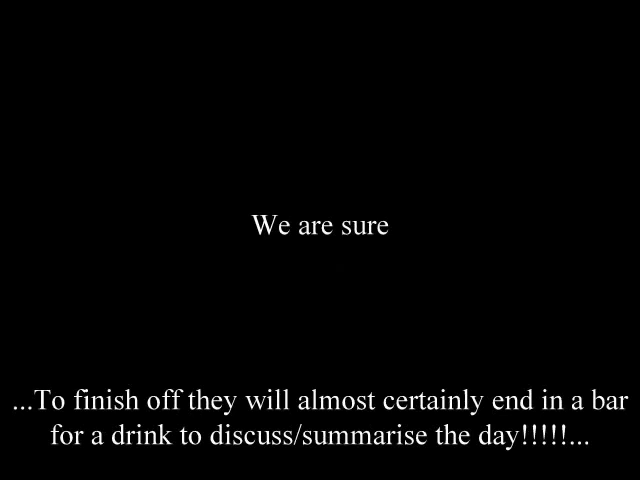 We are sure
...To finish off they will almost certainly end in a bar
for a drink to discuss/summarise the day!!!!!...